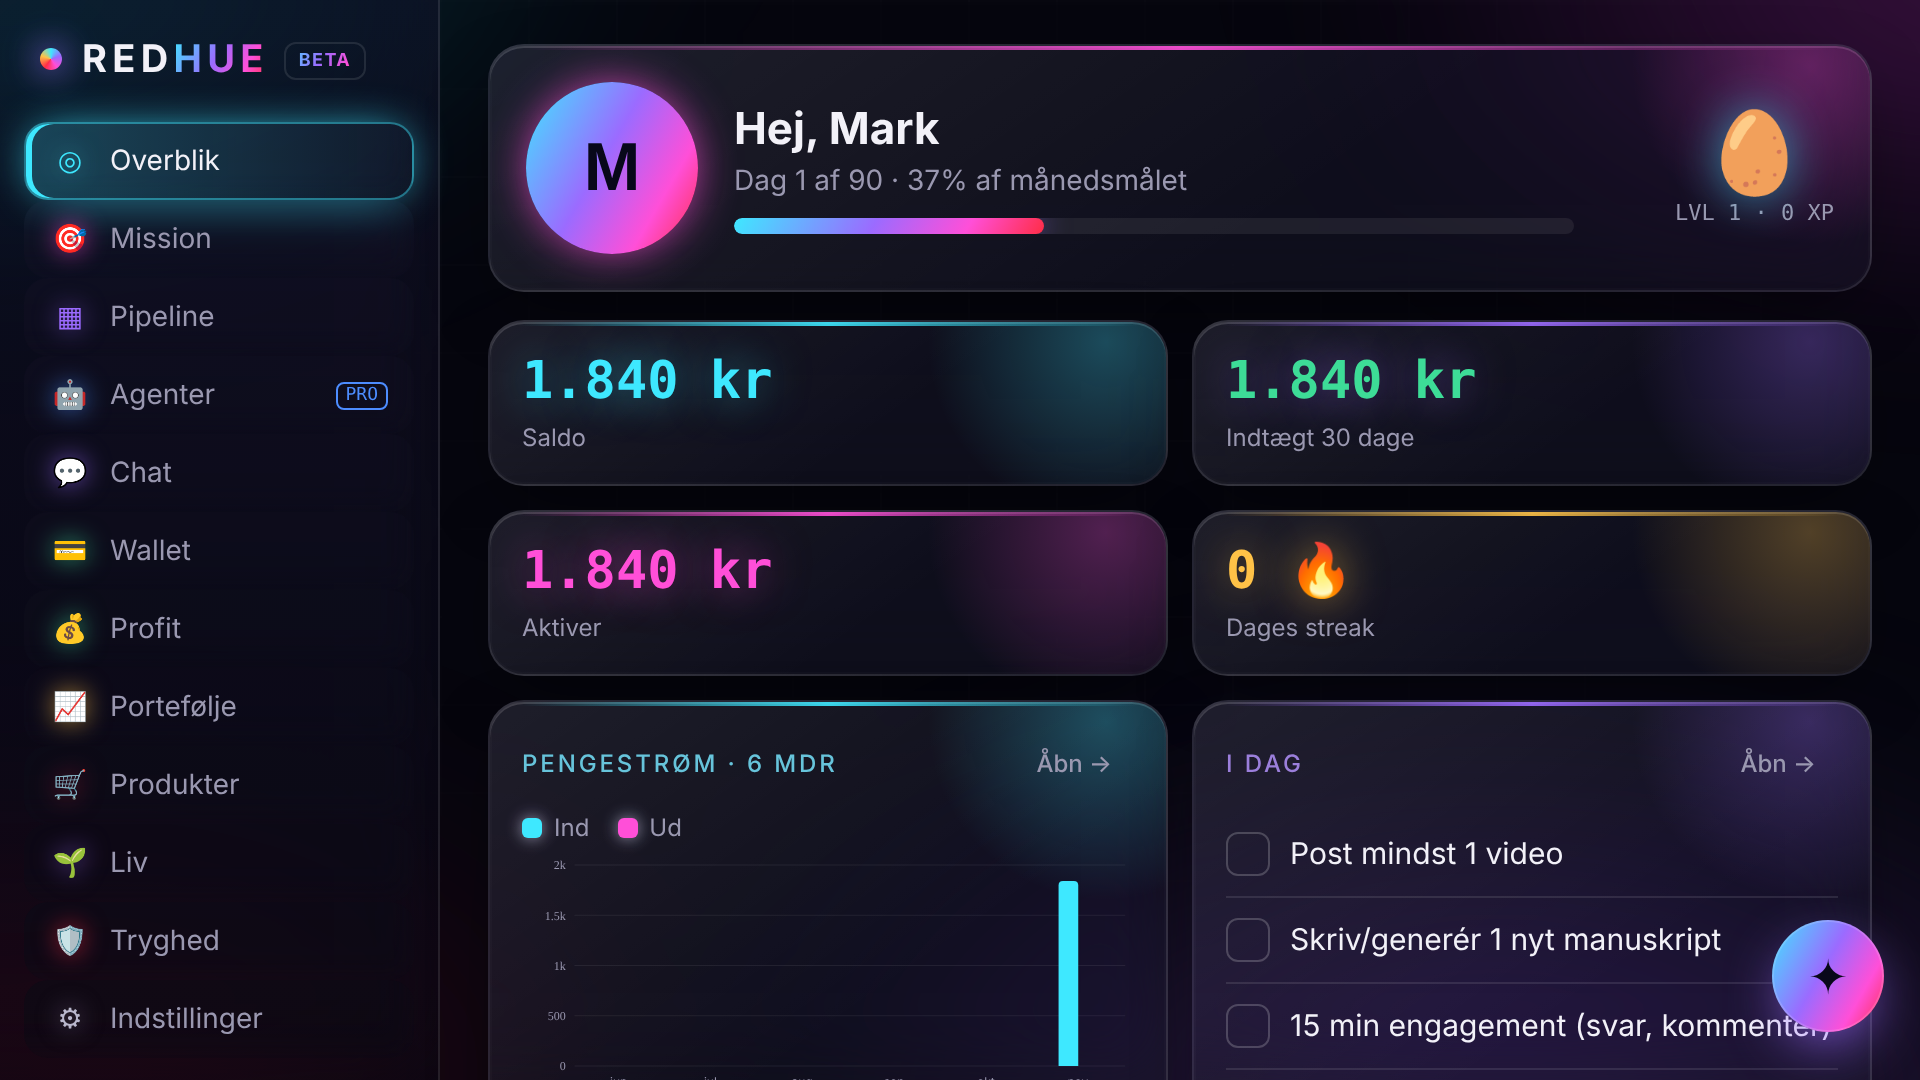 REDHUE BETA
Overblik
Mission
Pipeline
Agenter PRO
Chat
Wallet
Profit
Portefølje
Produkter
Liv
Tryghed
Indstillinger
M
Hej, Mark
Dag 1 af 90 · 37% af månedsmålet
LVL 1 · 0 XP
1.840 kr
Saldo
1.840 kr
Indtægt 30 dage
1.840 kr
Aktiver
0 🔥
Dages streak
PENGESTRØM · 6 MDR Åbn →
Ind Ud
2k
1.5k
1k
500
0
I DAG Åbn →
Post mindst 1 video
Skriv/generér 1 nyt manuskript
15 min engagement (svar, kommenter)